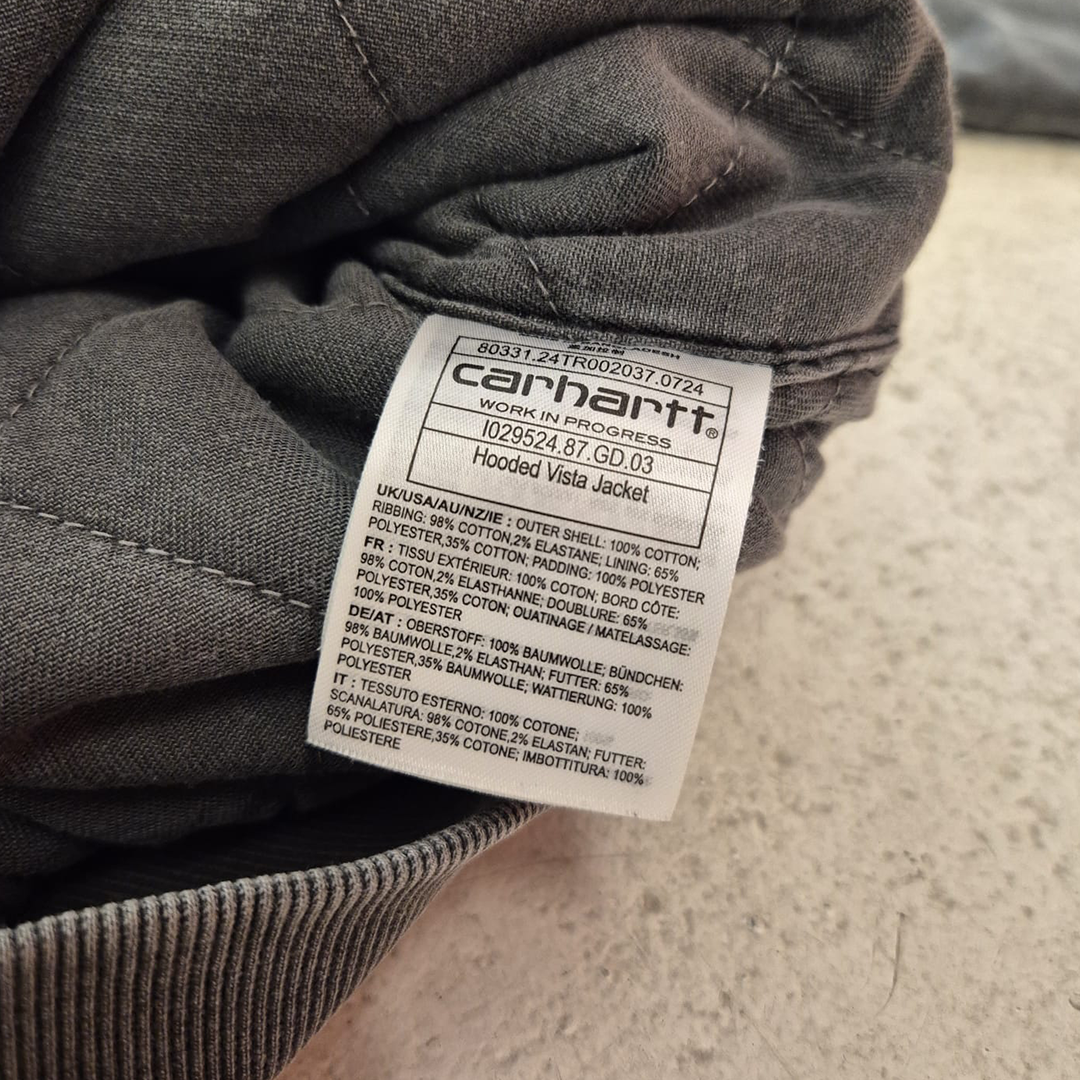 80331.24TR002037.0724
carhartt®
WORK IN PROGRESS
I029524.87.GD.03
Hooded Vista Jacket
UK/USA/AU/NZ/IE : OUTER SHELL: 100% COTTON;
RIBBING: 98% COTTON,2% ELASTANE; LINING: 65%
POLYESTER,35% COTTON; PADDING: 100% POLYESTER
FR : TISSU EXTÉRIEUR: 100% COTON; BORD CÔTE:
98% COTON,2% ELASTHANNE; DOUBLURE: 65%
POLYESTER,35% COTON; OUATINAGE / MATELASSAGE:
100% POLYESTER
DE/AT : OBERSTOFF: 100% BAUMWOLLE; BÜNDCHEN:
98% BAUMWOLLE,2% ELASTHAN; FUTTER: 65%
POLYESTER,35% BAUMWOLLE; WATTIERUNG: 100%
POLYESTER
IT : TESSUTO ESTERNO: 100% COTONE;
SCANALATURA: 98% COTONE,2% ELASTAN; FUTTER:
65% POLIESTERE,35% COTONE; IMBOTTITURA: 100%
POLIESTERE